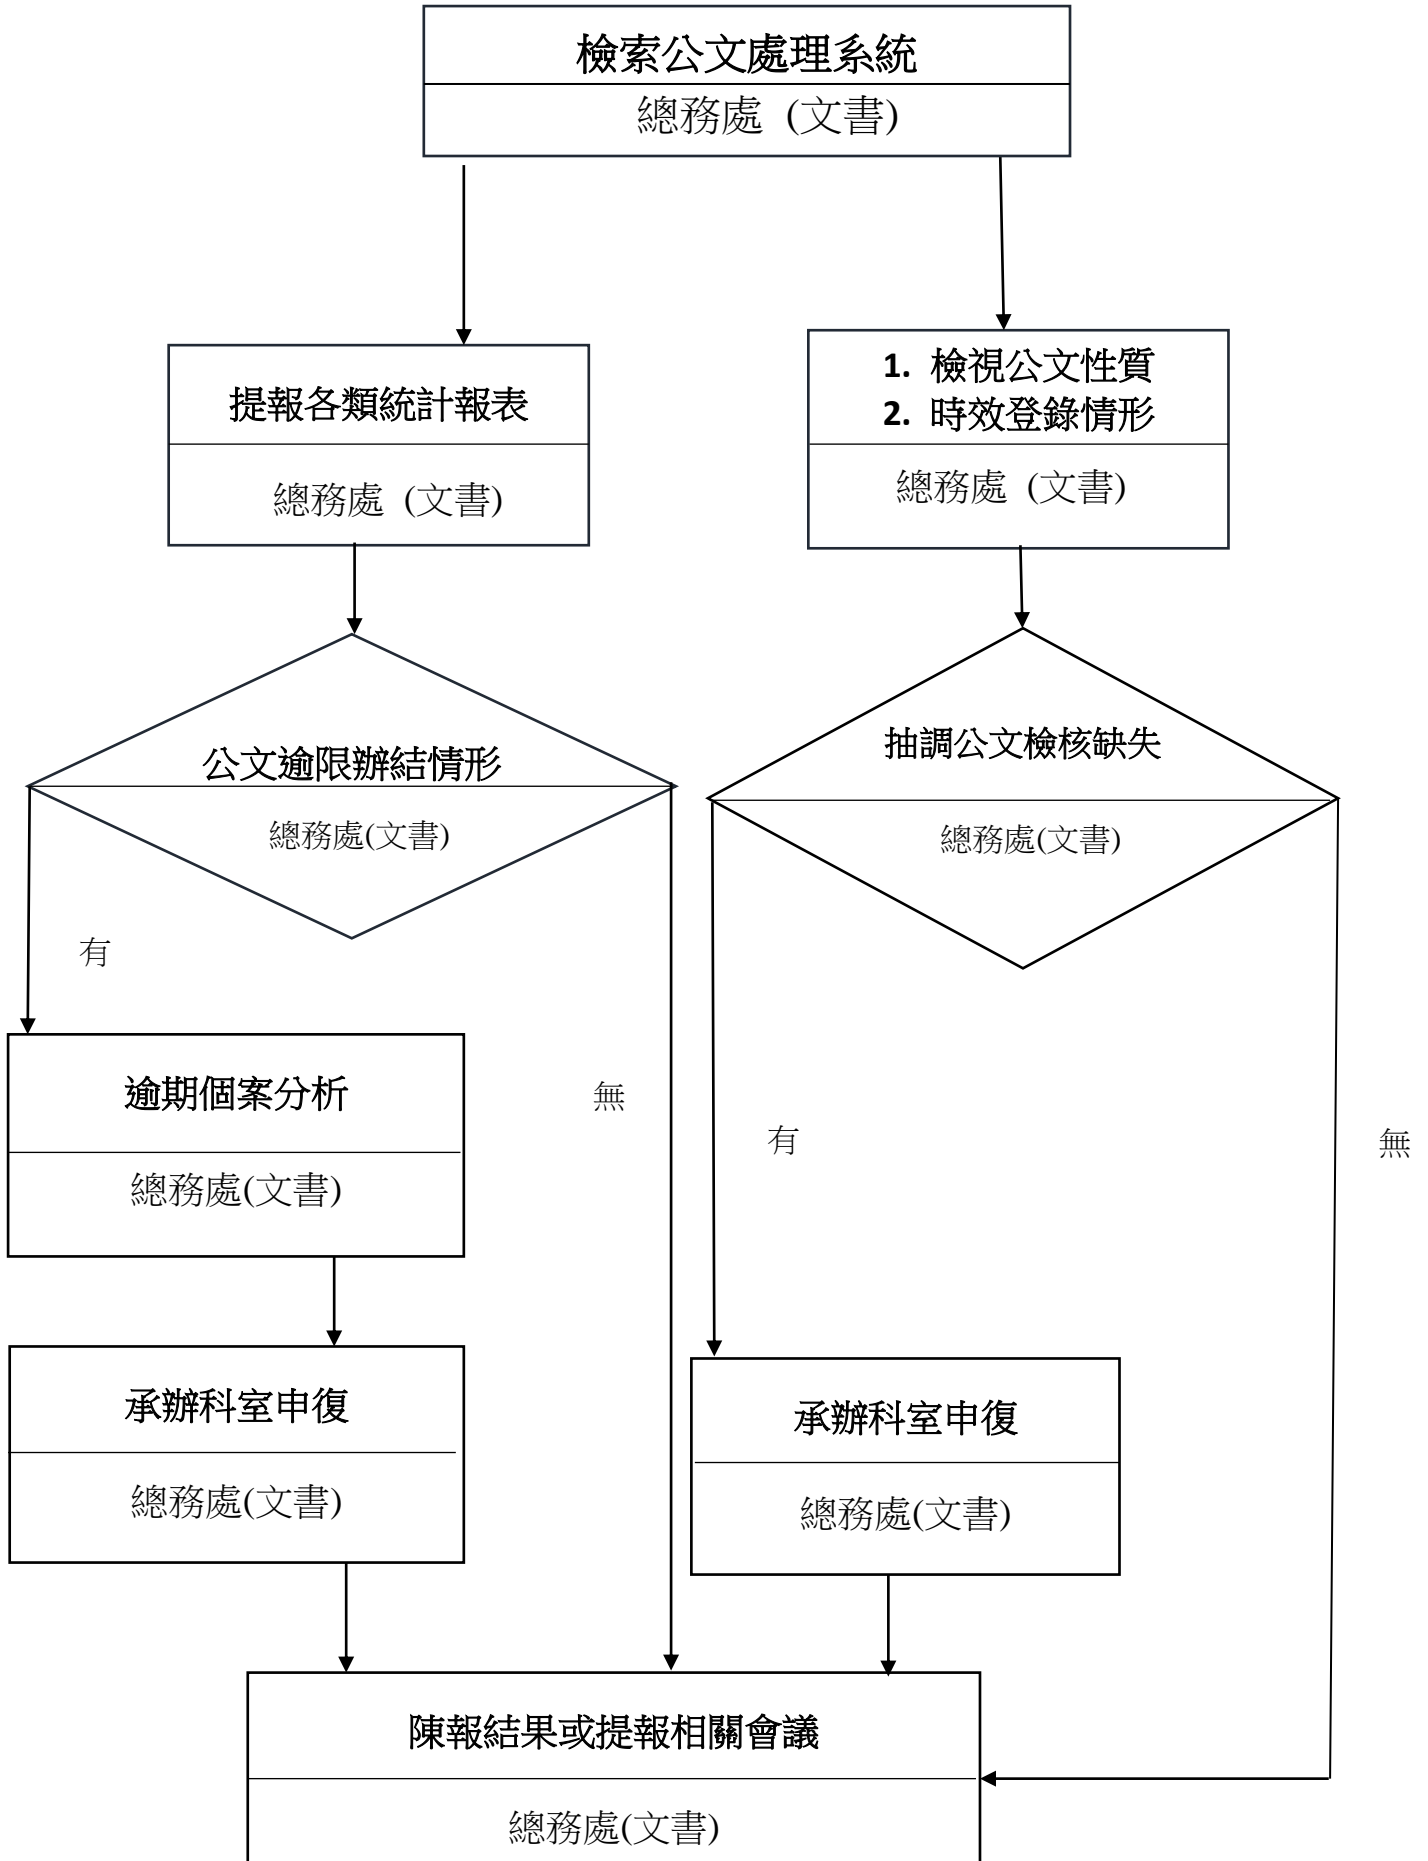 檢索公文處理系統
總務處 (文書)
提報各類統計報表
總務處 (文書)
1. 檢視公文性質
2. 時效登錄情形
總務處 (文書)
公文逾限辦結情形
總務處(文書)
抽調公文檢核缺失
總務處(文書)
有
無
有
無
逾期個案分析
總務處(文書)
承辦科室申復
總務處(文書)
承辦科室申復
總務處(文書)
陳報結果或提報相關會議
總務處(文書)